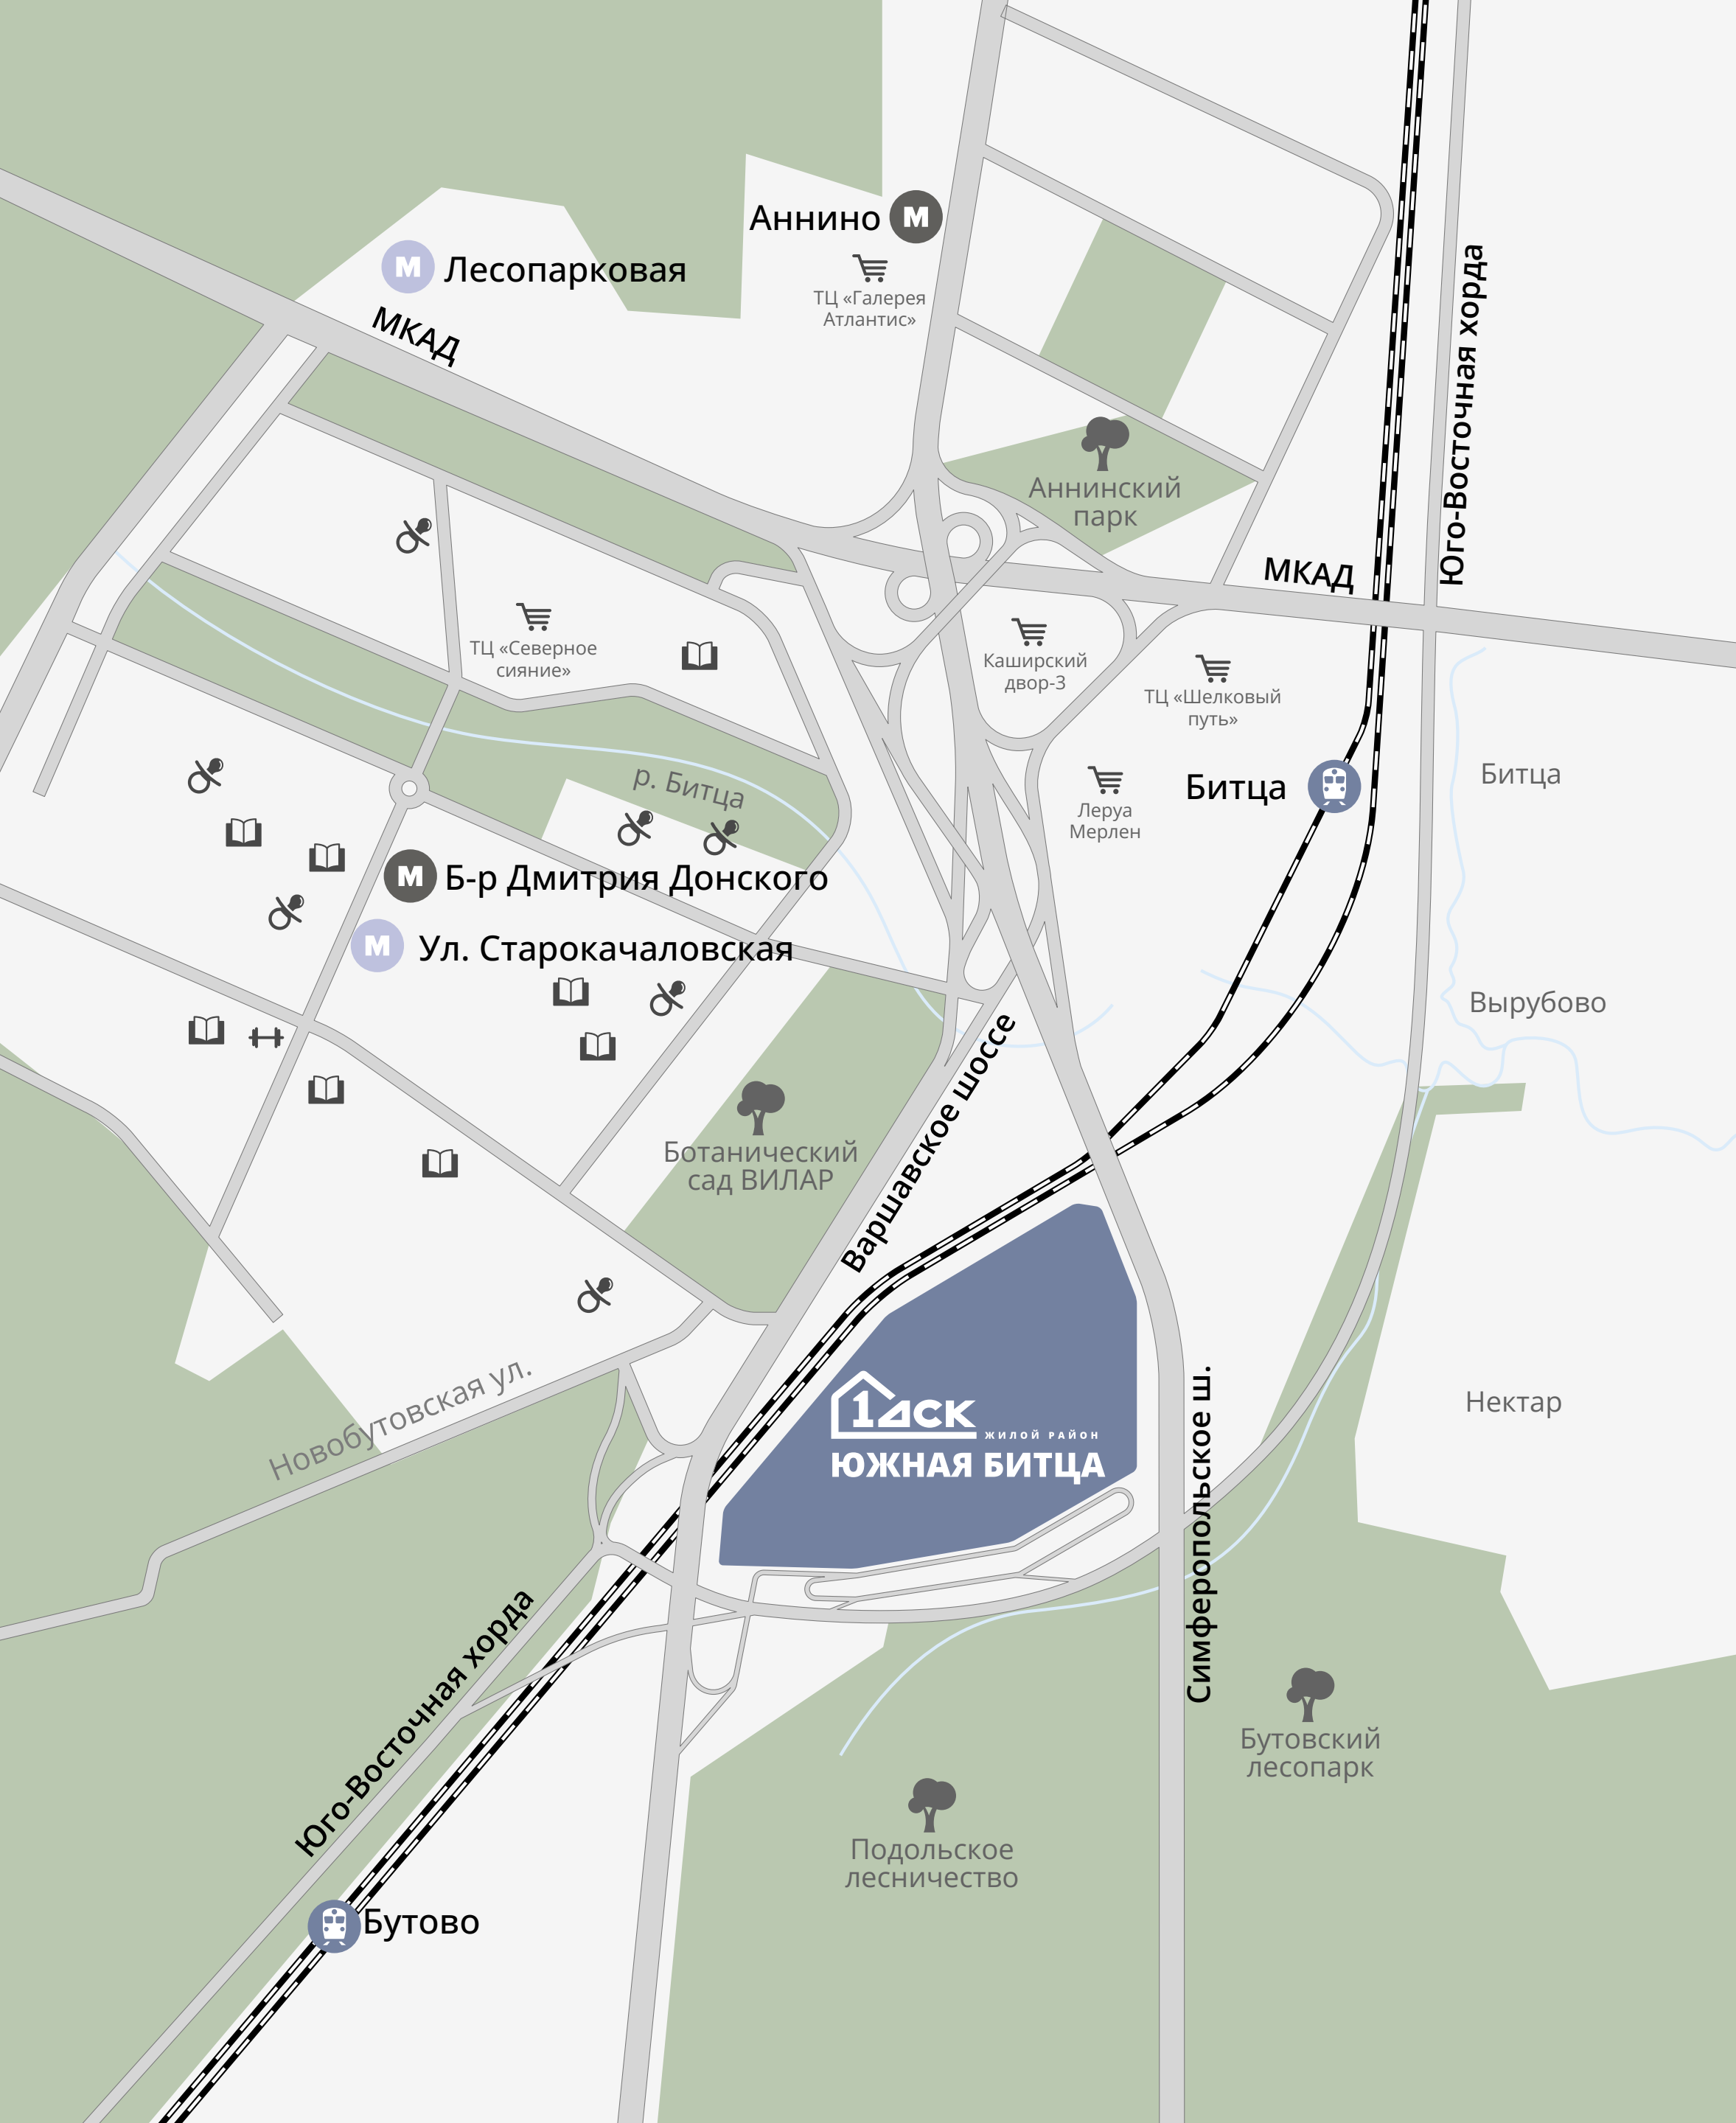 Аннино
М
М
Лесопарковая
ТЦ «Галерея
Атлантис»
МКАД
Юго-Восточная хорда
Аннинский
парк
МКАД
ТЦ «Северное
сияние»
Каширский
двор-3
ТЦ «Шелковый
путь»
р. Битца
Битца
Битца
Леруа
Мерлен
М
Б-р Дмитрия Донского
М
Ул. Старокачаловская
Вырубово
Варшавское шоссе
Ботанический
сад ВИЛАР
Новобутовская ул.
1ДСК
ЖИЛОЙ РАЙОН
ЮЖНАЯ БИТЦА
Нектар
Симферопольское ш.
Юго-Восточная хорда
Бутовский
лесопарк
Подольское
лесничество
Бутово